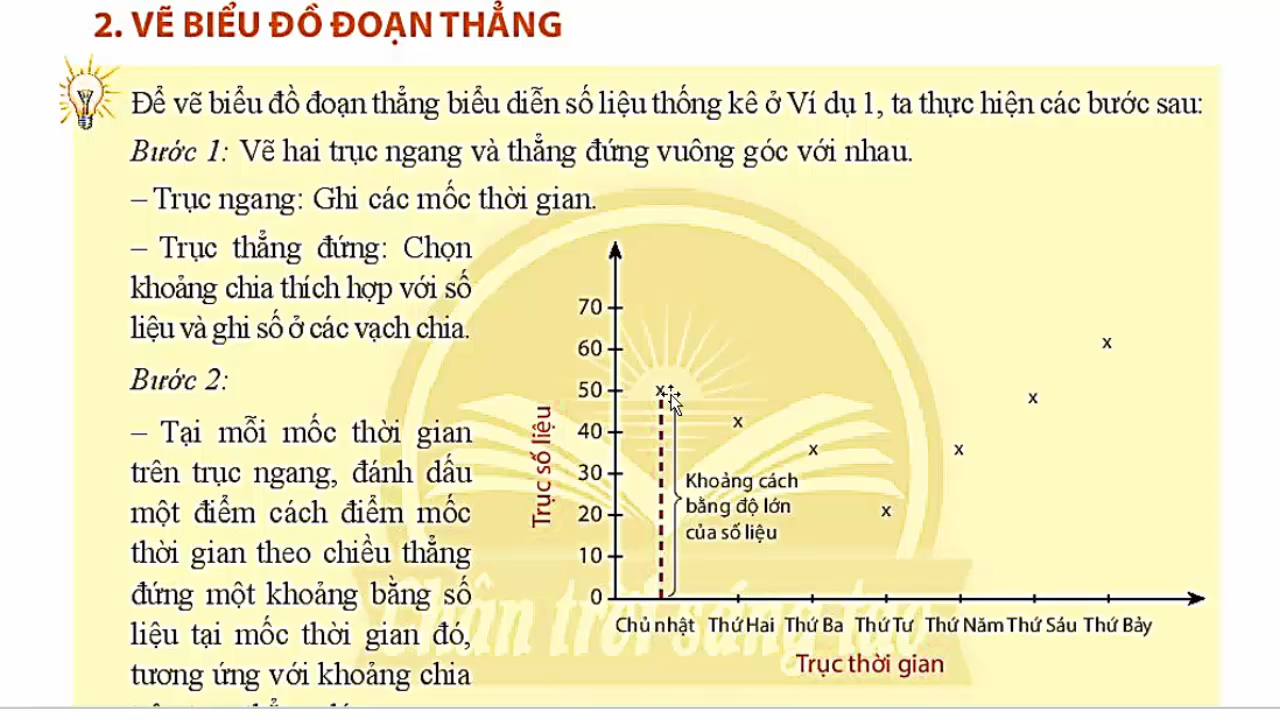 2. VẼ BIỂU ĐỒ ĐOẠN THẲNG
Để vẽ biểu đồ đoạn thẳng biểu diễn số liệu thống kê ở Ví dụ 1, ta thực hiện các bước sau:
Bước 1: Vẽ hai trục ngang và thẳng đứng vuông góc với nhau.
– Trục ngang: Ghi các mốc thời gian.
– Trục thẳng đứng: Chọn
khoảng chia thích hợp với số
liệu và ghi số ở các vạch chia.
Bước 2:
– Tại mỗi mốc thời gian
trên trục ngang, đánh dấu
một điểm cách điểm mốc
thời gian theo chiều thẳng
đứng một khoảng bằng số
liệu tại mốc thời gian đó,
tương ứng với khoảng chia
Trục số liệu
70
60
50
40
30
20
10
0
x
x
x
x
x
x
x
Khoảng cách
bằng độ lớn
của số liệu
Chủ nhật Thứ Hai Thứ Ba Thứ Tư Thứ Năm Thứ Sáu Thứ Bảy
Trục thời gian
Chân trời sáng tạo